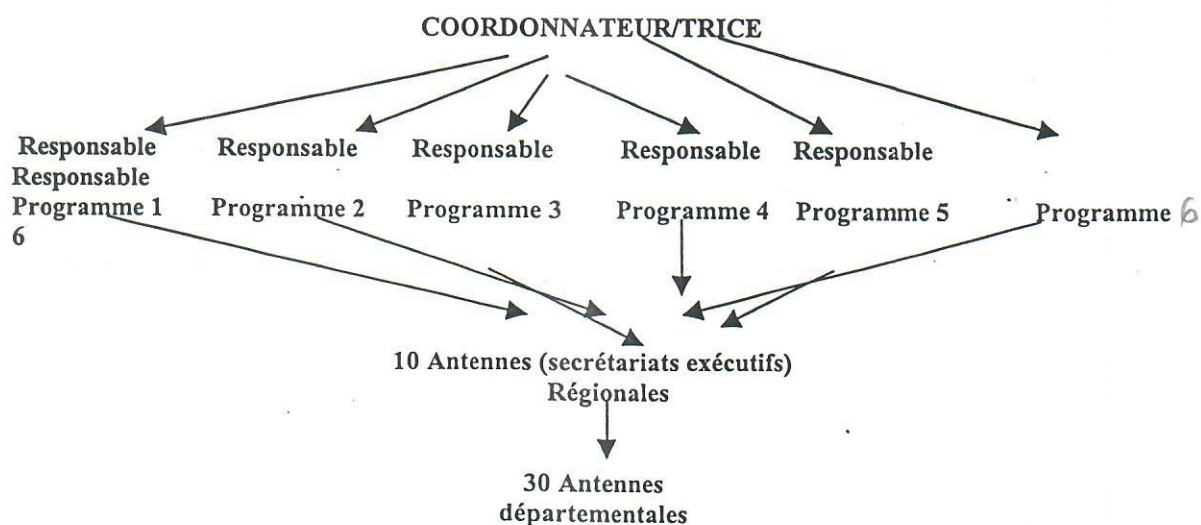 COORDONNATEUR/TRICE
Responsable Responsable Responsable Responsable Responsable
Responsable
Programme 1 Programme 2 Programme 3 Programme 4 Programme 5 Programme 6
6
10 Antennes (secrétariats exécutifs)
Régionales
30 Antennes
départementales